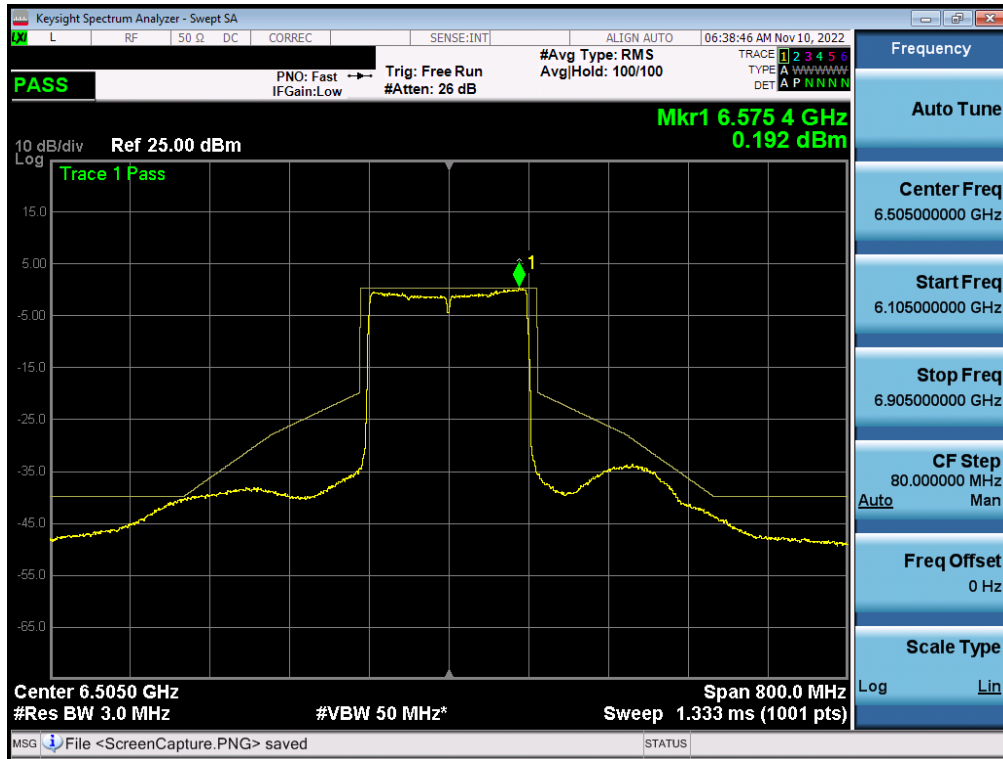 Keysight Spectrum Analyzer - Swept SA
LXI L RF 50 Ω DC CORREC SENSE:INT ALIGN AUTO 06:38:46 AM Nov 10, 2022
PASS
PNO: Fast
IFGain:Low
Trig: Free Run
#Atten: 26 dB
#Avg Type: RMS
Avg|Hold: 100/100
TRACE 1 2 3 4 5 6
TYPE A WWWWW
DET A P N N N N
Mkr1 6.575 4 GHz
0.192 dBm
10 dB/div Ref 25.00 dBm
Log
Trace 1 Pass
15.0
5.00
1
-5.00
-15.0
-25.0
-35.0
-45.0
-55.0
-65.0
Center 6.5050 GHz Span 800.0 MHz
#Res BW 3.0 MHz #VBW 50 MHz* Sweep 1.333 ms (1001 pts)
MSG File <ScreenCapture.PNG> saved STATUS
Frequency
Auto Tune
Center Freq
6.505000000 GHz
Start Freq
6.105000000 GHz
Stop Freq
6.905000000 GHz
CF Step
80.000000 MHz
Auto Man
Freq Offset
0 Hz
Scale Type
Log Lin